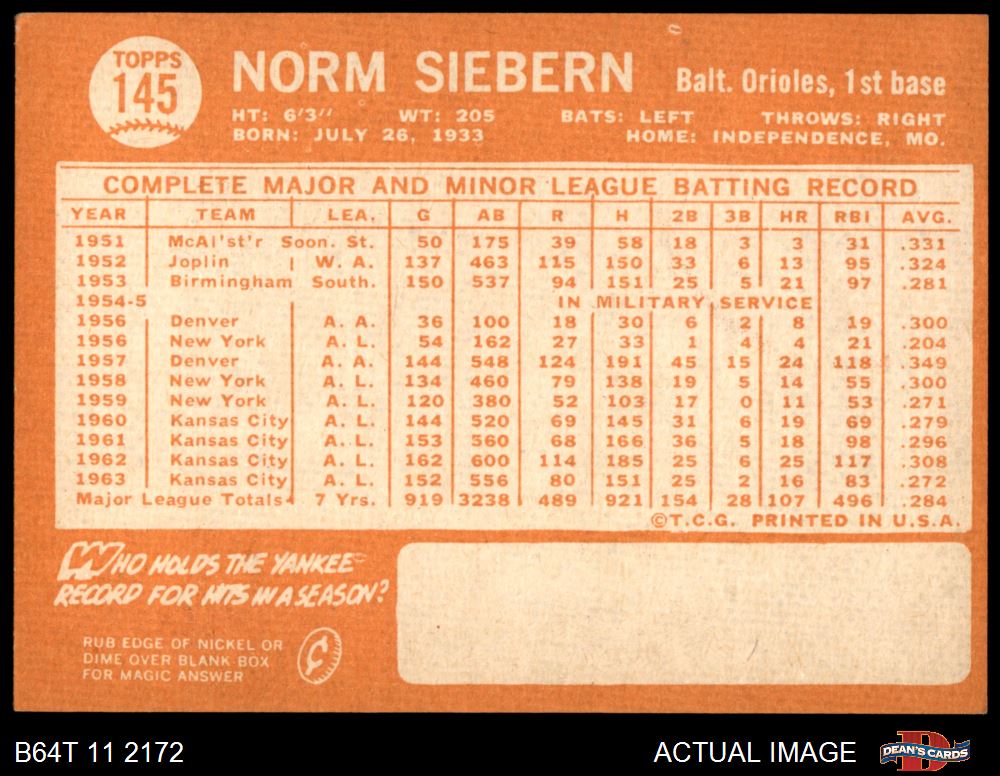 TOPPS
145
NORM SIEBERN Balt. Orioles, 1st base
HT: 6'3" WT: 205 BATS: LEFT THROWS: RIGHT
BORN: JULY 26, 1933 HOME: INDEPENDENCE, MO.
COMPLETE MAJOR AND MINOR LEAGUE BATTING RECORD
YEAR TEAM LEA. G AB R H 2B 3B HR RBI AVG.
1951 McAl'st'r Soon. St. 50 175 39 58 18 3 3 31 .331
1952 Joplin W. A. 137 463 115 150 33 6 13 95 .324
1953 Birmingham South. 150 537 94 151 25 5 21 97 .281
1954-5 IN MILITARY SERVICE
1956 Denver A. A. 36 100 18 30 6 2 8 19 .300
1956 New York A. L. 54 162 27 33 1 4 4 21 .204
1957 Denver A. A. 144 548 124 191 45 15 24 118 .349
1958 New York A. L. 134 460 79 138 19 5 14 55 .300
1959 New York A. L. 120 380 52 103 17 0 11 53 .271
1960 Kansas City A. L. 144 520 69 145 31 6 19 69 .279
1961 Kansas City A. L. 153 560 68 166 36 5 18 98 .296
1962 Kansas City A. L. 162 600 114 185 25 6 25 117 .308
1963 Kansas City A. L. 152 556 80 151 25 2 16 83 .272
Major League Totals 7 Yrs. 919 3238 489 921 154 28 107 496 .284
©T.C.G. PRINTED IN U.S.A.
WHO HOLDS THE YANKEE
RECORD FOR HITS IN A SEASON?
RUB EDGE OF NICKEL OR
DIME OVER BLANK BOX
FOR MAGIC ANSWER
¢
B64T 11 2172 ACTUAL IMAGE DEAN'S CARDS